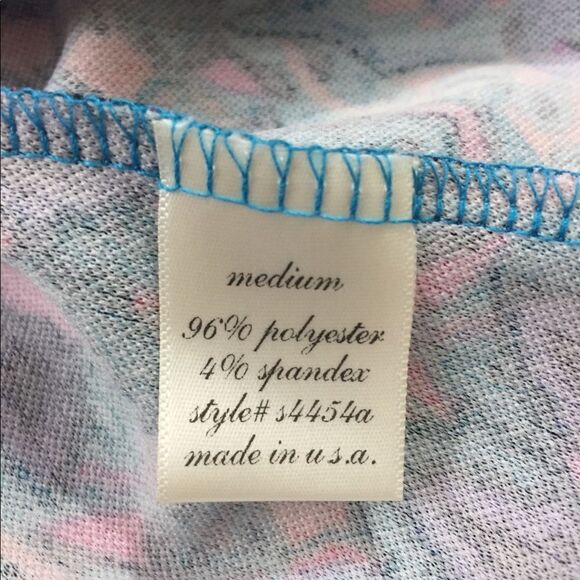 medium
96% polyester
4% spandex
style# s4454a
made in u s.a.